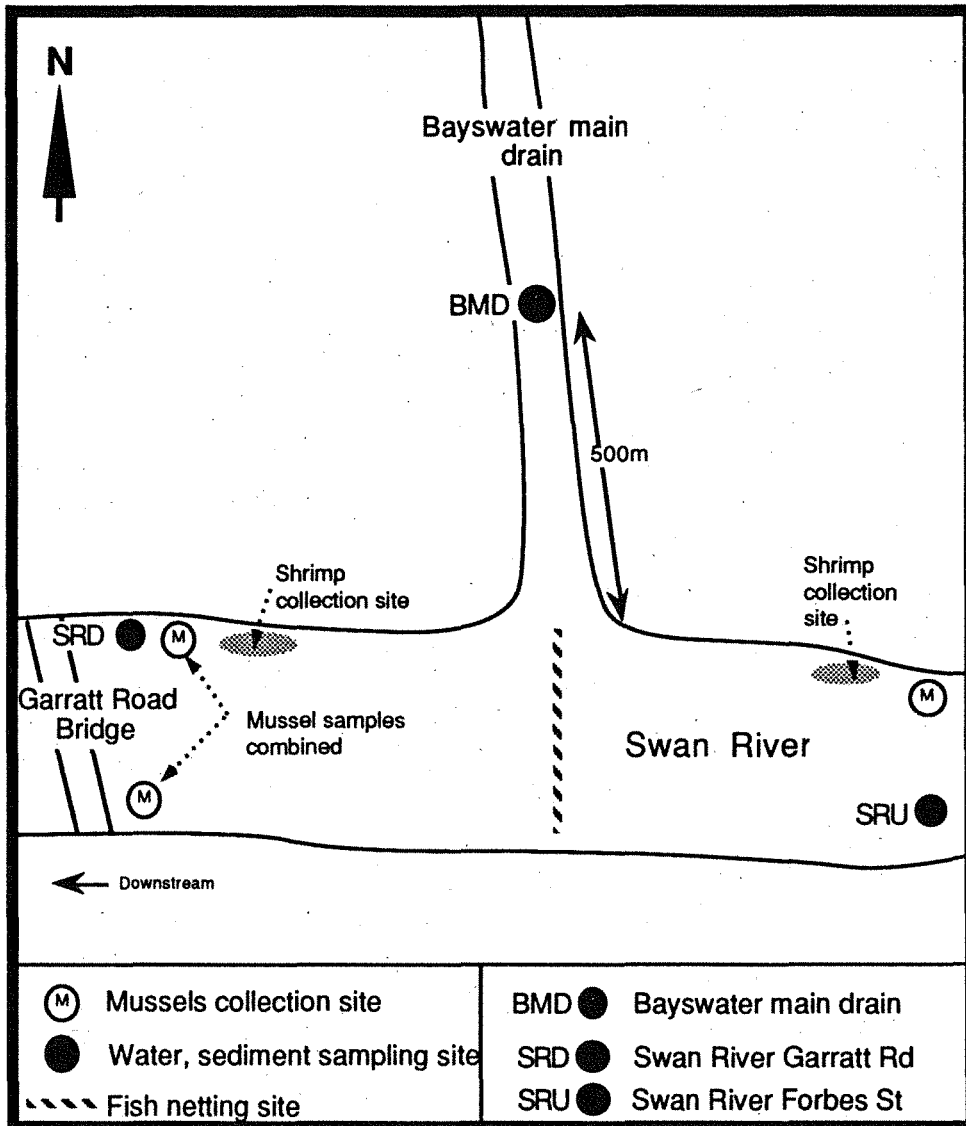 N
Bayswater main
drain
BMD
500m
Shrimp
collection site
Shrimp
collection
site
SRD
M
M
Garratt Road
Bridge
Mussel samples
combined
Swan River
M
SRU
Downstream
M Mussels collection site
Water, sediment sampling site
Fish netting site
BMD Bayswater main drain
SRD Swan River Garratt Rd
SRU Swan River Forbes St